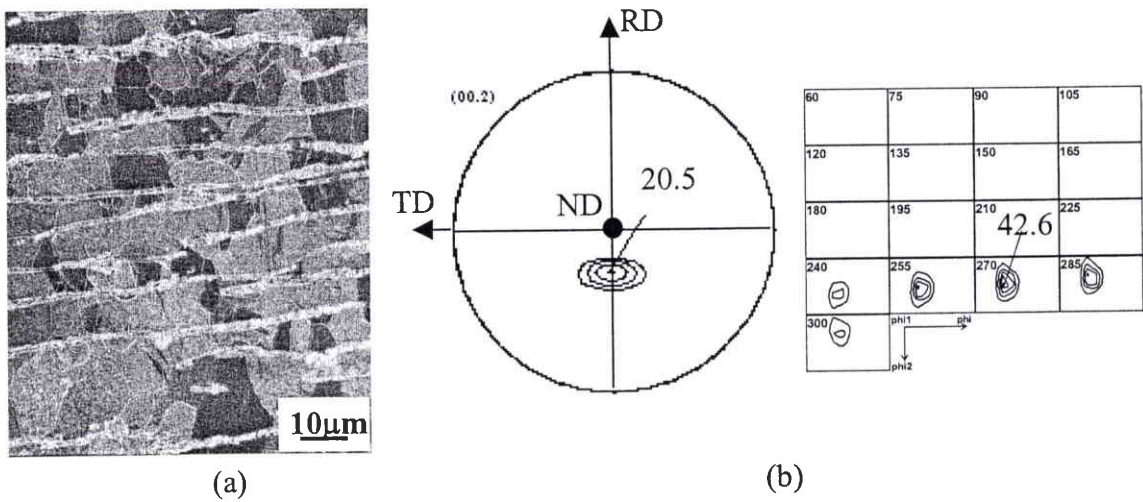 RD
(00.2)
20.5
TD
ND
60 75 90 105
120 135 150 165
180 195 210 225
42.6
240 255 270 285
300 phi1 phi
phi2
10µm
(a) (b)